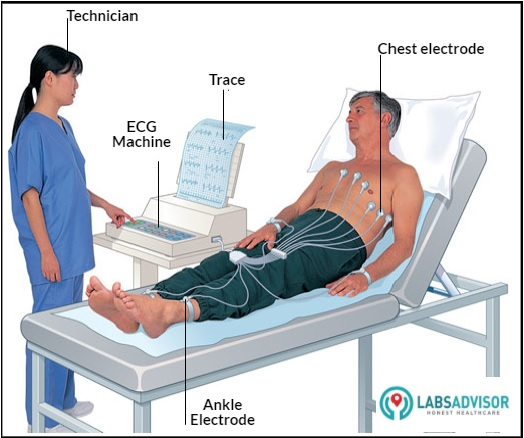 Technician
Chest electrode
Trace
ECG
Machine
Ankle
Electrode
LABSADVISOR
HONEST HEALTHCARE